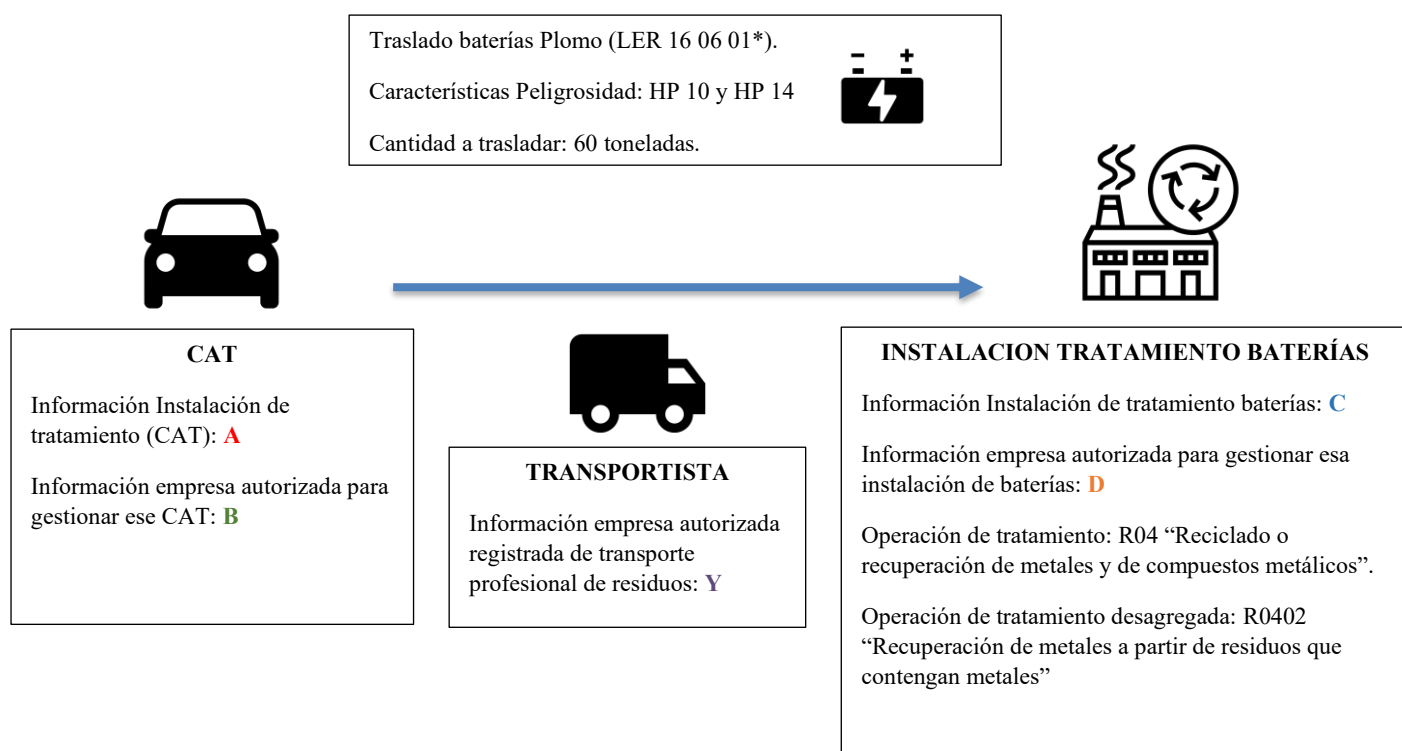 Traslado baterías Plomo (LER 16 06 01*).
Características Peligrosidad: HP 10 y HP 14
Cantidad a trasladar: 60 toneladas.
CAT
Información Instalación de
tratamiento (CAT): A
Información empresa autorizada para
gestionar ese CAT: B
TRANSPORTISTA
Información empresa autorizada
registrada de transporte
profesional de residuos: Y
INSTALACION TRATAMIENTO BATERÍAS
Información Instalación de tratamiento baterías: C
Información empresa autorizada para gestionar esa
instalación de baterías: D
Operación de tratamiento: R04 “Reciclado o
recuperación de metales y de compuestos metálicos”.
Operación de tratamiento desagregada: R0402
“Recuperación de metales a partir de residuos que
contengan metales”